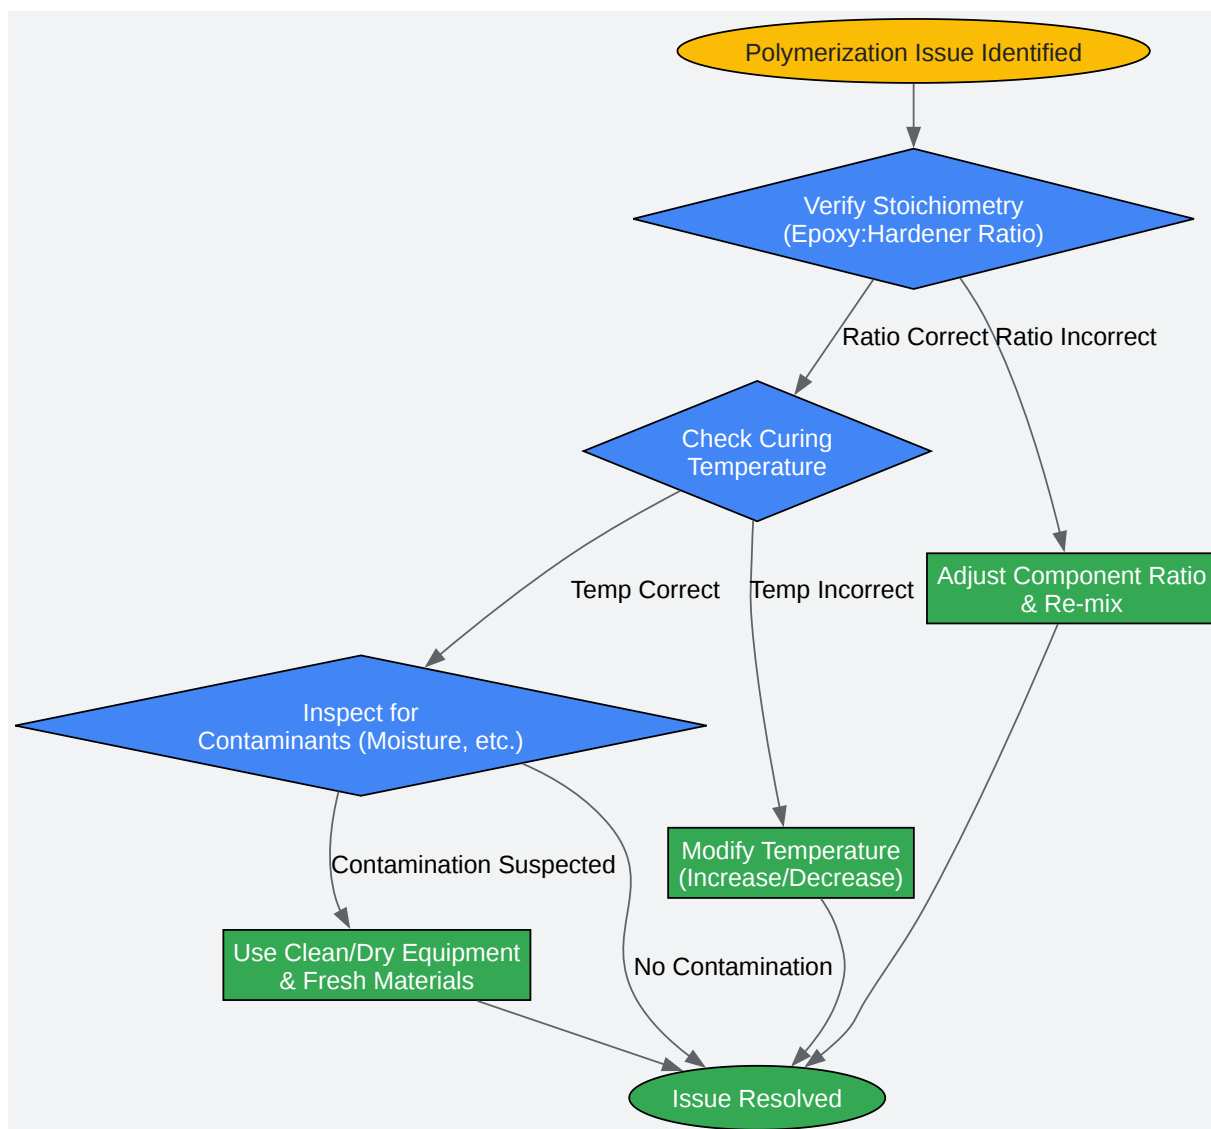 Polymerization Issue Identified
Verify Stoichiometry
(Epoxy:Hardener Ratio)
Ratio Correct
Ratio Incorrect
Check Curing
Temperature
Temp Correct
Temp Incorrect
Adjust Component Ratio
& Re-mix
Inspect for
Contaminants (Moisture, etc.)
Contamination Suspected
Modify Temperature
(Increase/Decrease)
Use Clean/Dry Equipment
& Fresh Materials
No Contamination
Issue Resolved